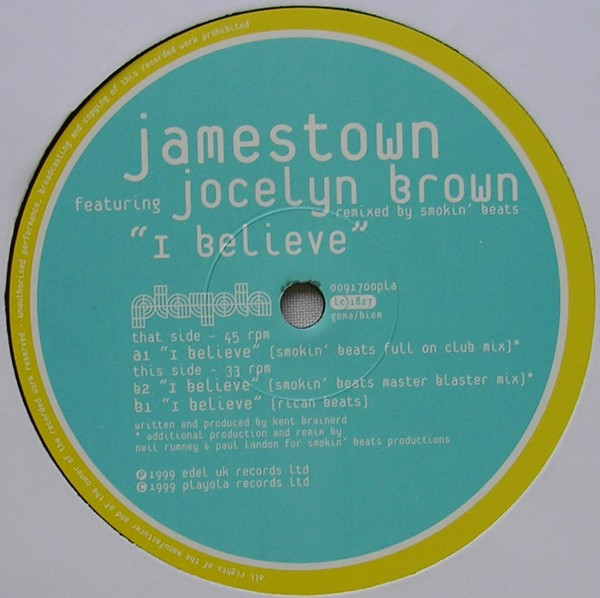 all rights of the manufacturer and of the owner of the recorded work reserved - unauthorised performance, broadcasting and copying of this recorded work prohibited
jamestown
featuring jocelyn brown
remixed by smokin' beats
"I believe"
playola
0091700pla
LC 1827
gema/biem
that side - 45 rpm
a1 "I believe" (smokin' beats full on club mix)*
this side - 33 rpm
b2 "I believe" (smokin' beats master blaster mix)*
b1 "I believe" (rican beats)
written and produced by kent brainerd
* additional production and remix by
neil rumney & paul landon for smokin' beats productions
℗ 1999 edel uk records ltd
© 1999 playola records ltd